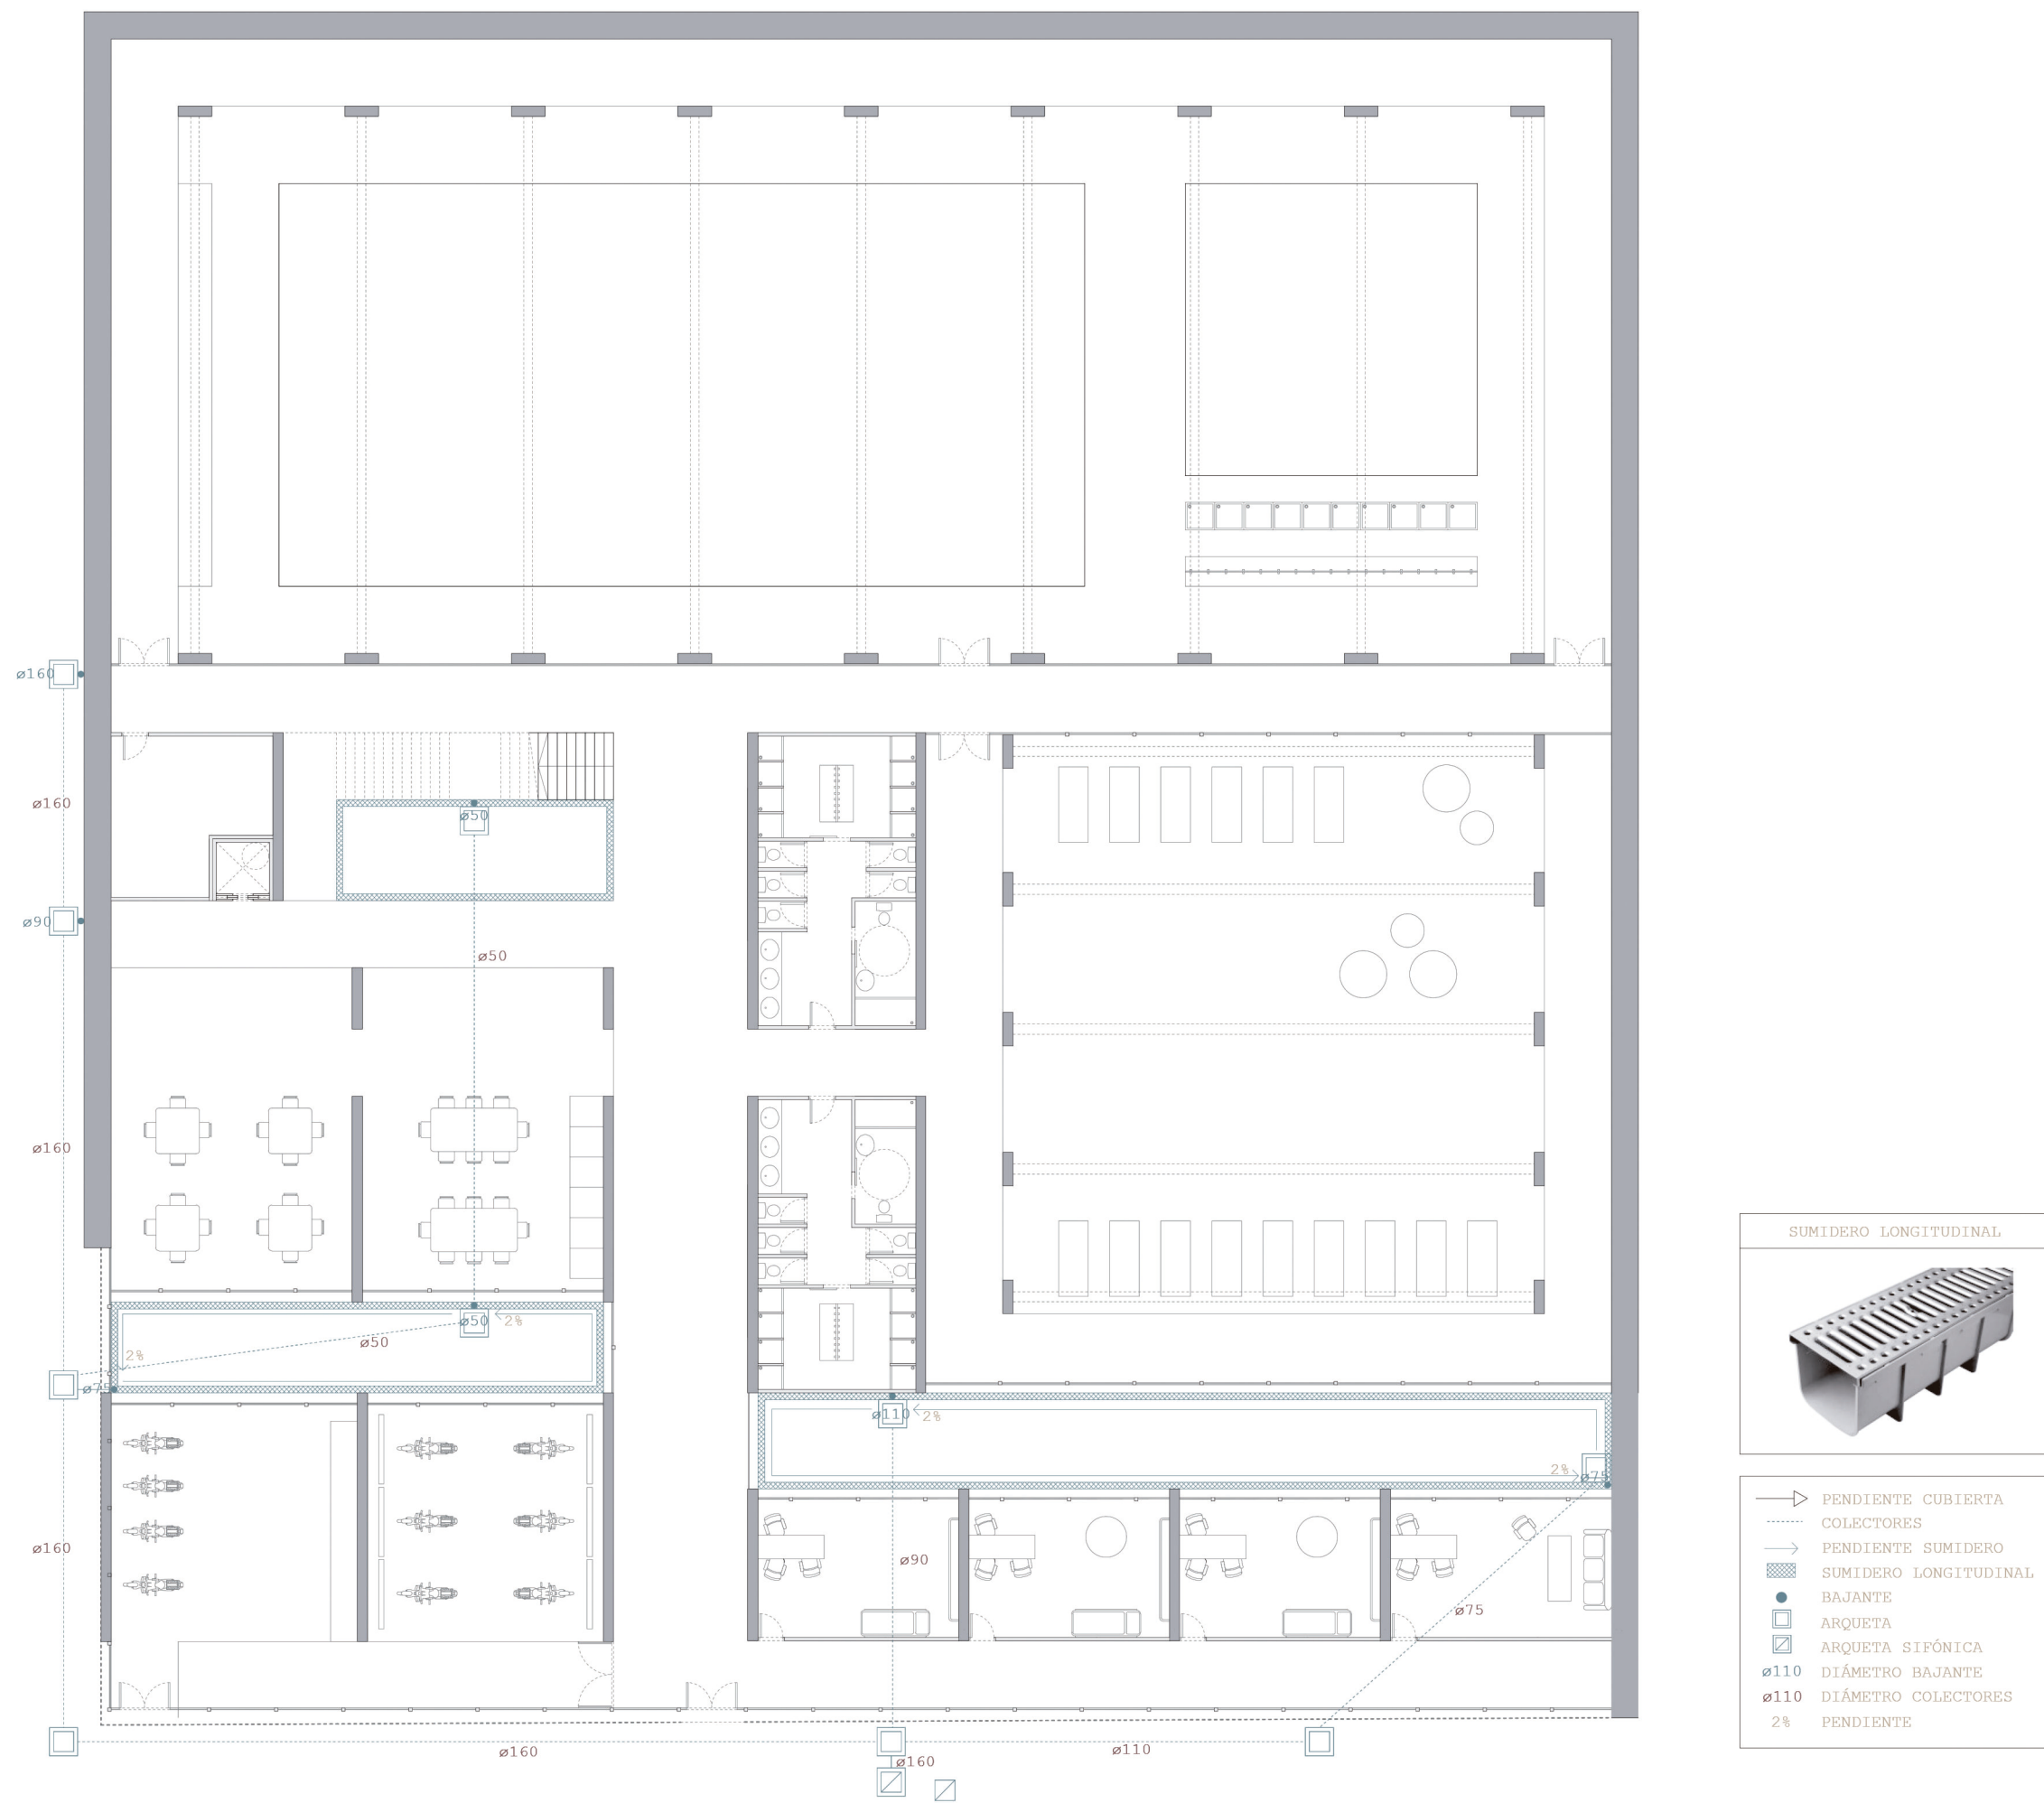 ø160
ø160
ø50
ø90
ø50
ø160
SUMIDERO LONGITUDINAL
ø50
2%
ø50
2%
ø75
ø110
2%
2%
ø75
PENDIENTE CUBIERTA
COLECTORES
PENDIENTE SUMIDERO
SUMIDERO LONGITUDINAL
BAJANTE
ARQUETA
ARQUETA SIFÓNICA
ø110 DIÁMETRO BAJANTE
ø110 DIÁMETRO COLECTORES
2% PENDIENTE
ø160
ø90
ø75
ø160
ø110
ø160